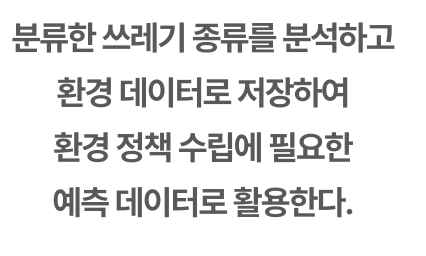 분류한 쓰레기 종류를 분석하고
환경 데이터로 저장하여
환경 정책 수립에 필요한
예측 데이터로 활용한다.